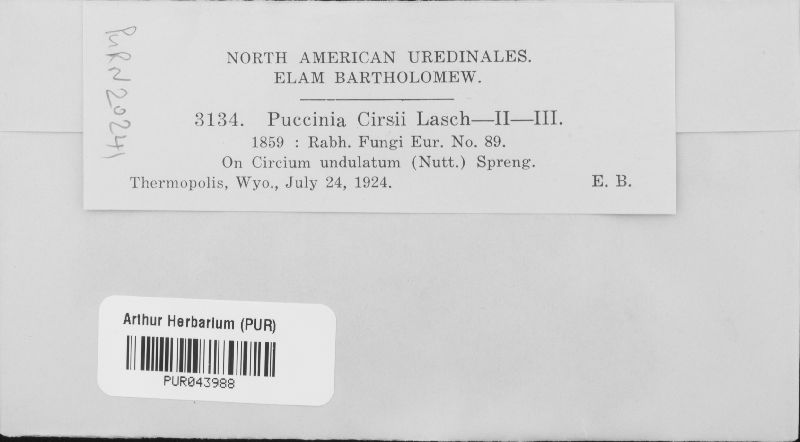 NORTH AMERICAN UREDINALES.
ELAM BARTHOLOMEW.
3134. Puccinia Cirsii Lasch—II—III.
1859 : Rabh. Fungi Eur. No. 89.
On Circium undulatum (Nutt.) Spreng.
Thermopolis, Wyo., July 24, 1924. E. B.
PURN20241
Arthur Herbarium (PUR)
PUR043988